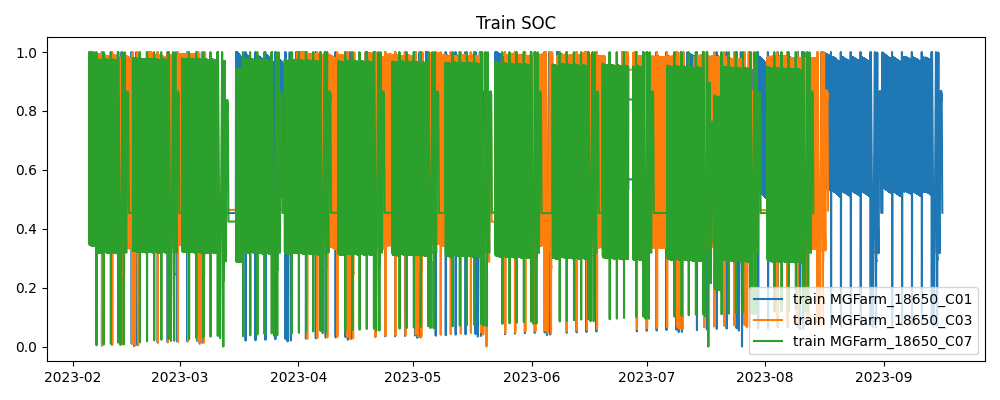 Train SOC
1.0
0.8
0.6
0.4
0.2
0.0
2023-02 2023-03 2023-04 2023-05 2023-06 2023-07 2023-08 2023-09
train MGFarm_18650_C01
train MGFarm_18650_C03
train MGFarm_18650_C07